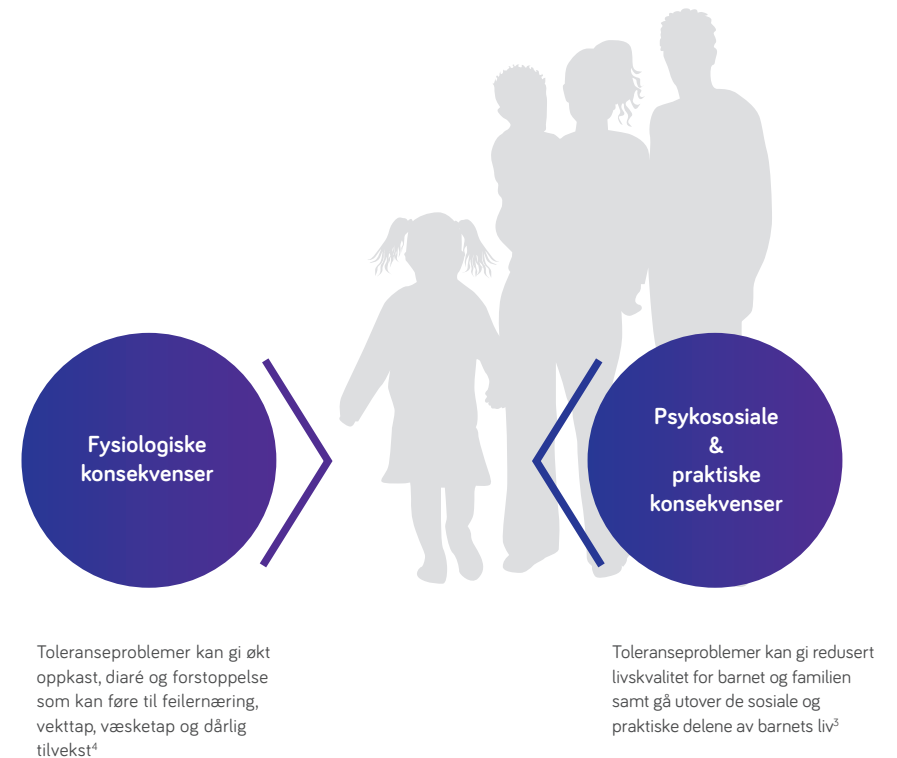 Fysiologiske
konsekvenser
Psykososiale
&
praktiske
konsekvenser
Toleranseproblemer kan gi økt
oppkast, diaré og forstoppelse
som kan føre til feilernæring,
vekttap, væsketap og dårlig
tilvekst⁴
Toleranseproblemer kan gi redusert
livskvalitet for barnet og familien
samt gå utover de sosiale og
praktiske delene av barnets liv³